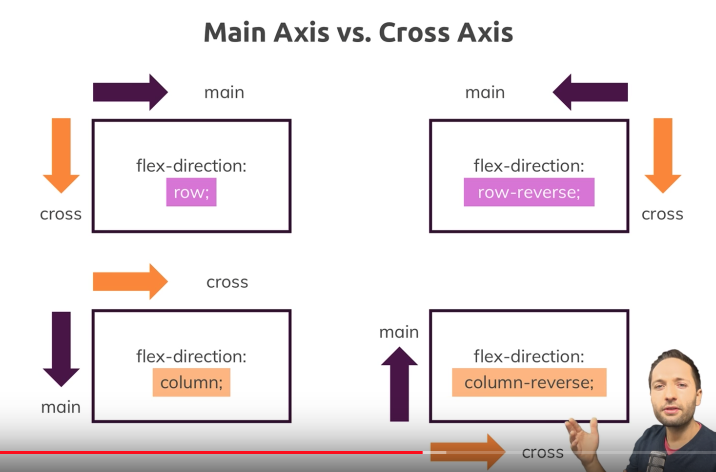 Main Axis vs. Cross Axis
main
cross
flex-direction:
row;
main
cross
flex-direction:
row-reverse;
cross
main
flex-direction:
column;
main
flex-direction:
column-reverse;
cross